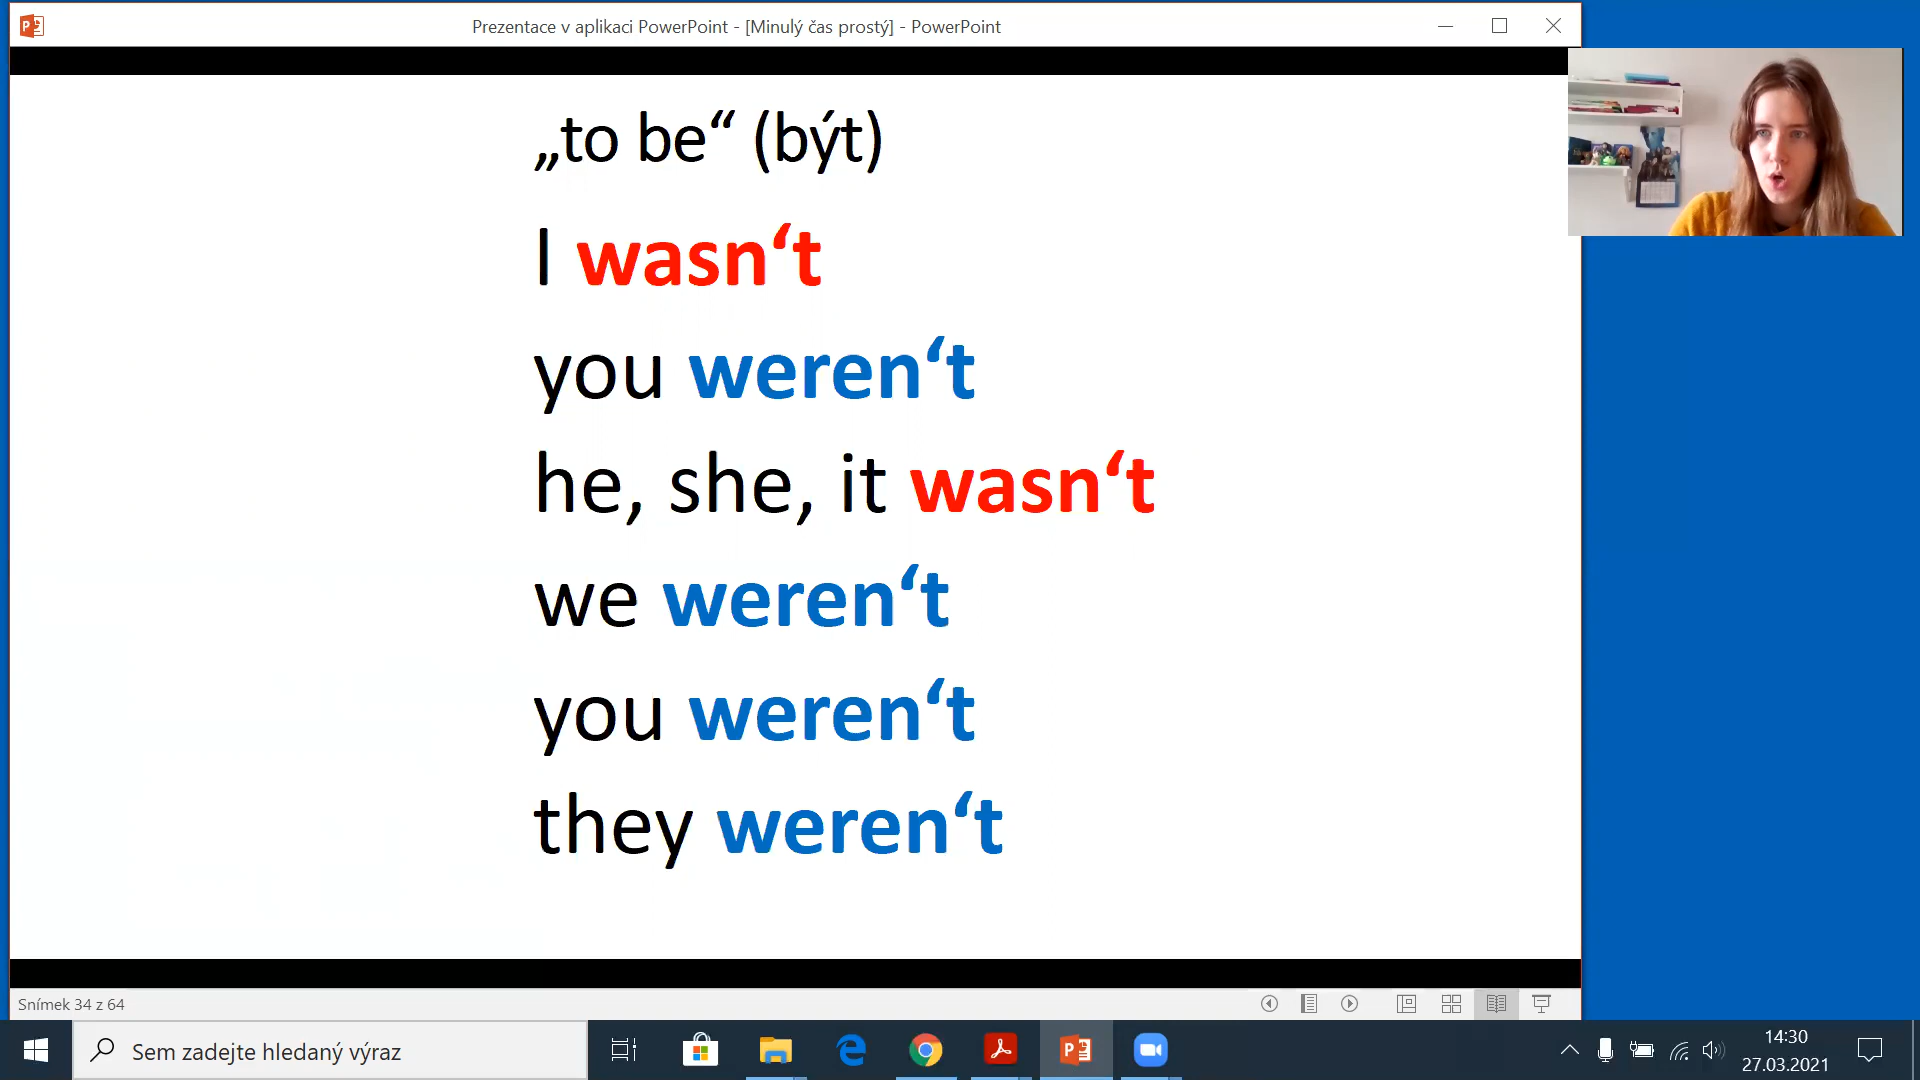 Prezentace v aplikaci PowerPoint - [Minulý čas prostý] - PowerPoint
„to be“ (být)
I wasn‘t
you weren‘t
he, she, it wasn‘t
we weren‘t
you weren‘t
they weren‘t
Snímek 34 z 64
Sem zadejte hledaný výraz
14:30
27.03.2021